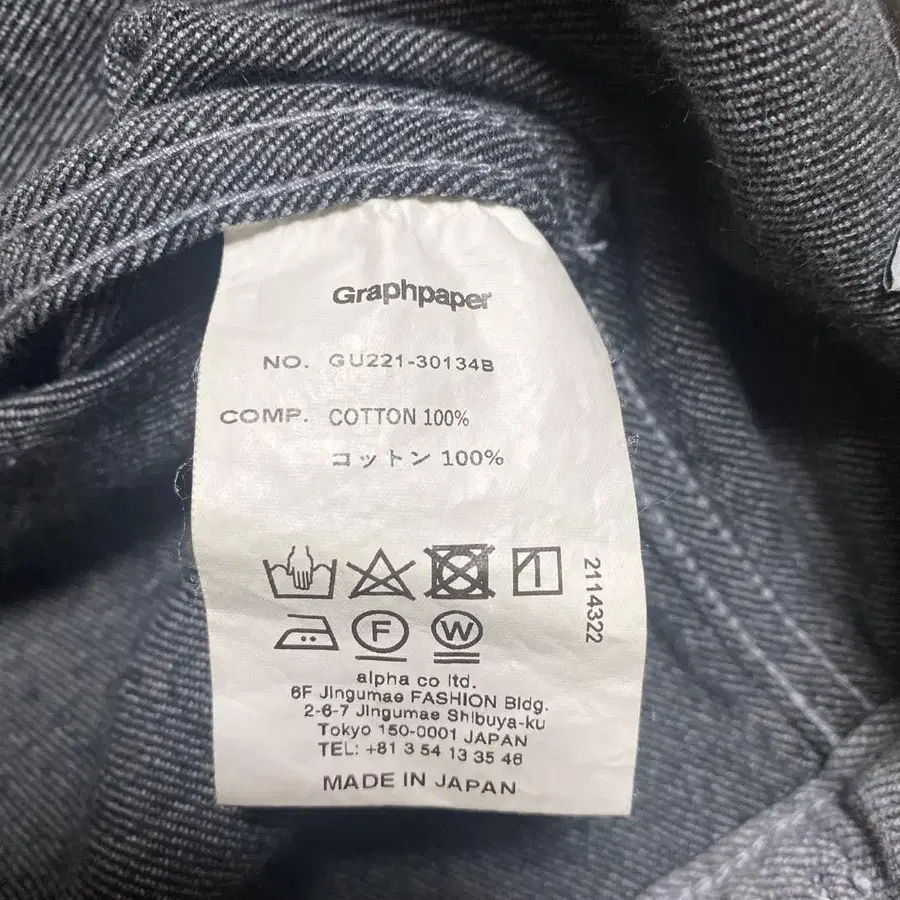 Graphpaper
NO. GU221-30134B
COMP. COTTON 100%
コットン 100%
2114322
F W
alpha co ltd.
6F Jingumae FASHION Bldg.
2-6-7 Jingumae Shibuya-ku
Tokyo 150-0001 JAPAN
TEL: +81 3 54 13 35 46
MADE IN JAPAN